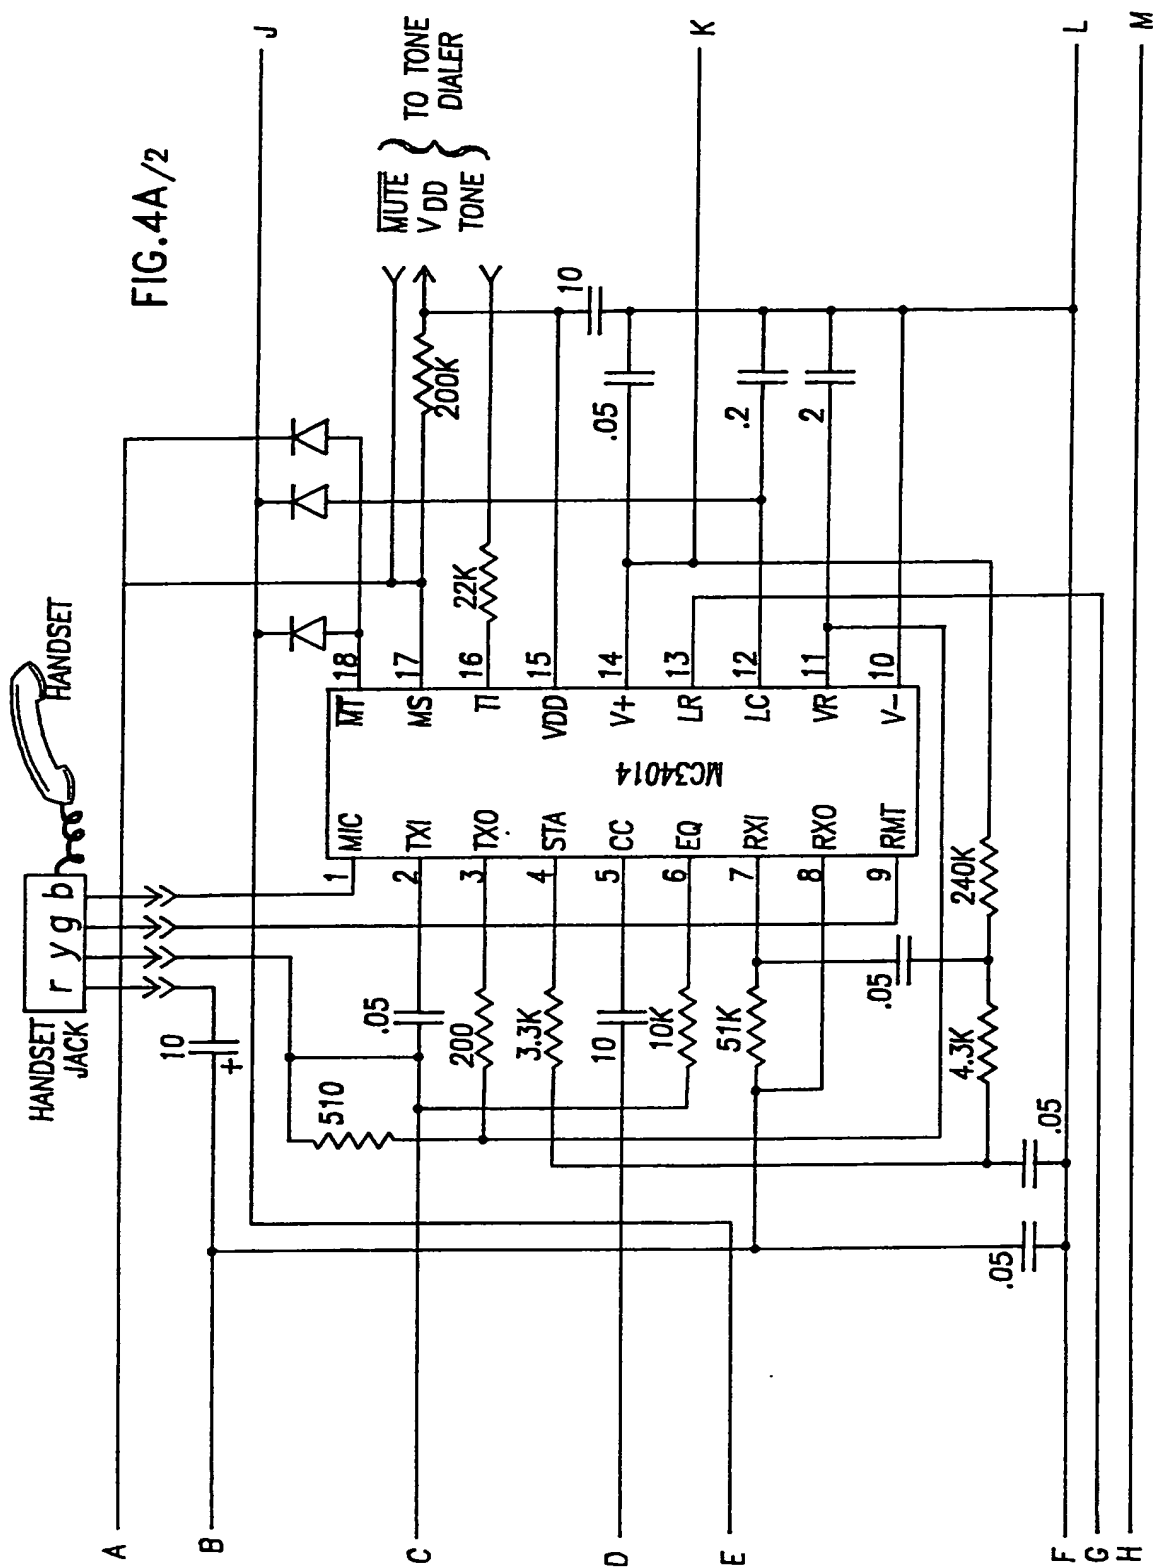 FIG.4A/2
HANDSET
HANDSET
JACK
r y g b
J
K
L
M
A
B
C
D
E
F
G
H
MUTE
V DD
TONE
TO TONE
DIALER
10
+
510
.05
200
3.3K
10
10K
51K
.05
4.3K
240K
.05
.05
200K
22K
10
.05
.2
2
MC34014
1 MIC
2 TXI
3 TXO
4 STA
5 CC
6 EQ
7 RXI
8 RXO
9 RMT
18 MT
17 MS
16 TI
15 VDD
14 V+
13 LR
12 LC
11 VR
10 V-